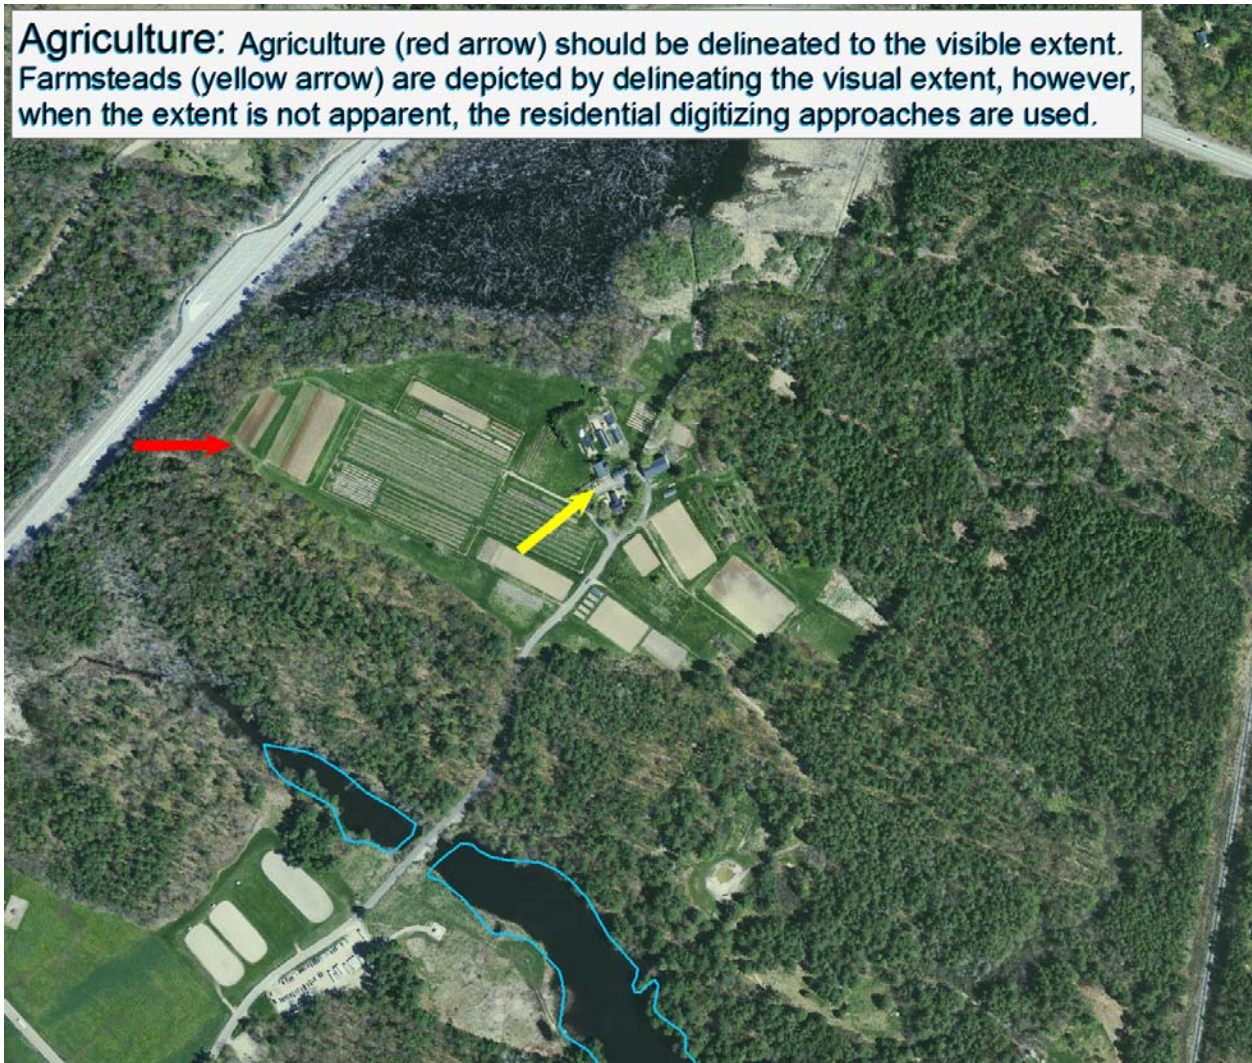 Agriculture: Agriculture (red arrow) should be delineated to the visible extent.
Farmsteads (yellow arrow) are depicted by delineating the visual extent, however,
when the extent is not apparent, the residential digitizing approaches are used.